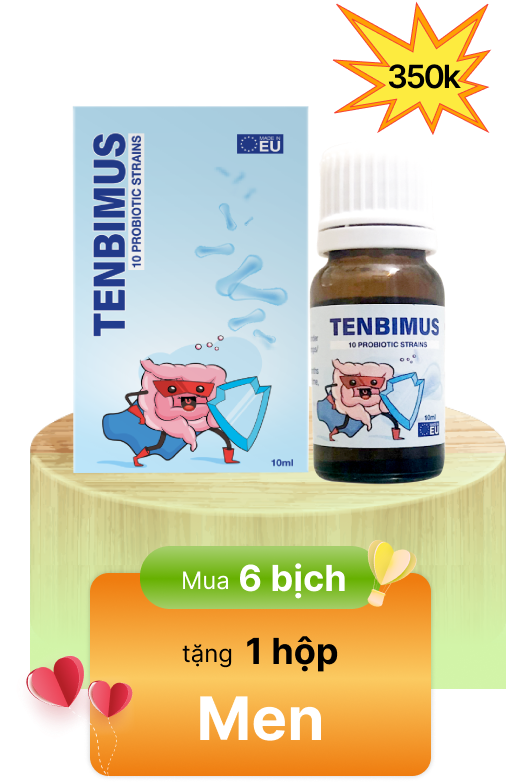 350k
TENBIMUS
10 PROBIOTIC STRAINS
MADE IN
EU
10ml
TENBIMUS
10 PROBIOTIC STRAINS
10ml
EU
Mua 6 bịch
tặng 1 hộp
Men